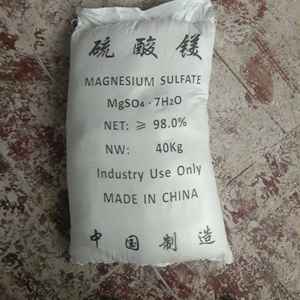 硫酸镁
MAGNESIUM SULFATE
MgSO₄·7H₂O
NET: ≥ 98.0%
NW: 40Kg
Industry Use Only
MADE IN CHINA
中国制造